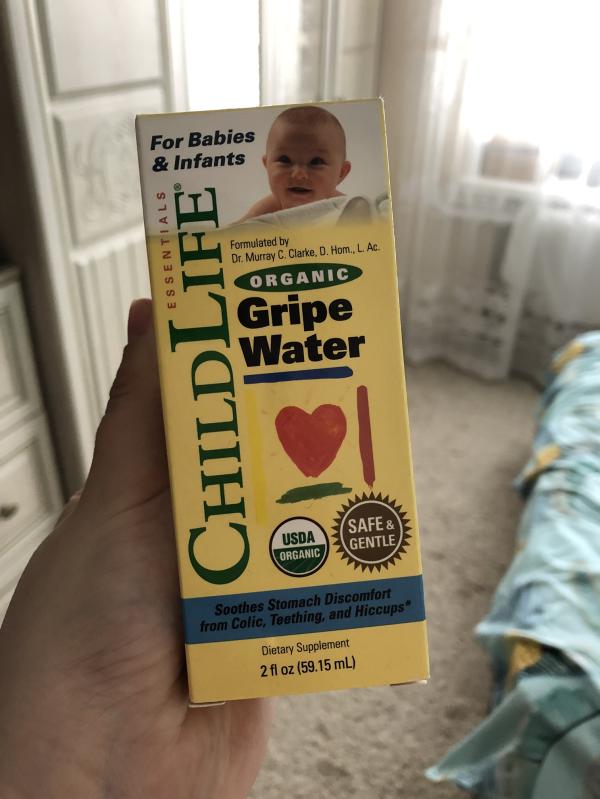 For Babies
& Infants
ESSENTIALS
CHILDLIFE®
Formulated by
Dr. Murray C. Clarke, D. Hom., L. Ac.
ORGANIC
Gripe
Water
USDA
ORGANIC
SAFE &
GENTLE
Soothes Stomach Discomfort
from Colic, Teething, and Hiccups*
Dietary Supplement
2 fl oz (59.15 mL)